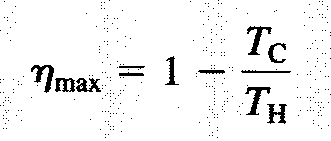 η_max = 1 − T_C / T_H